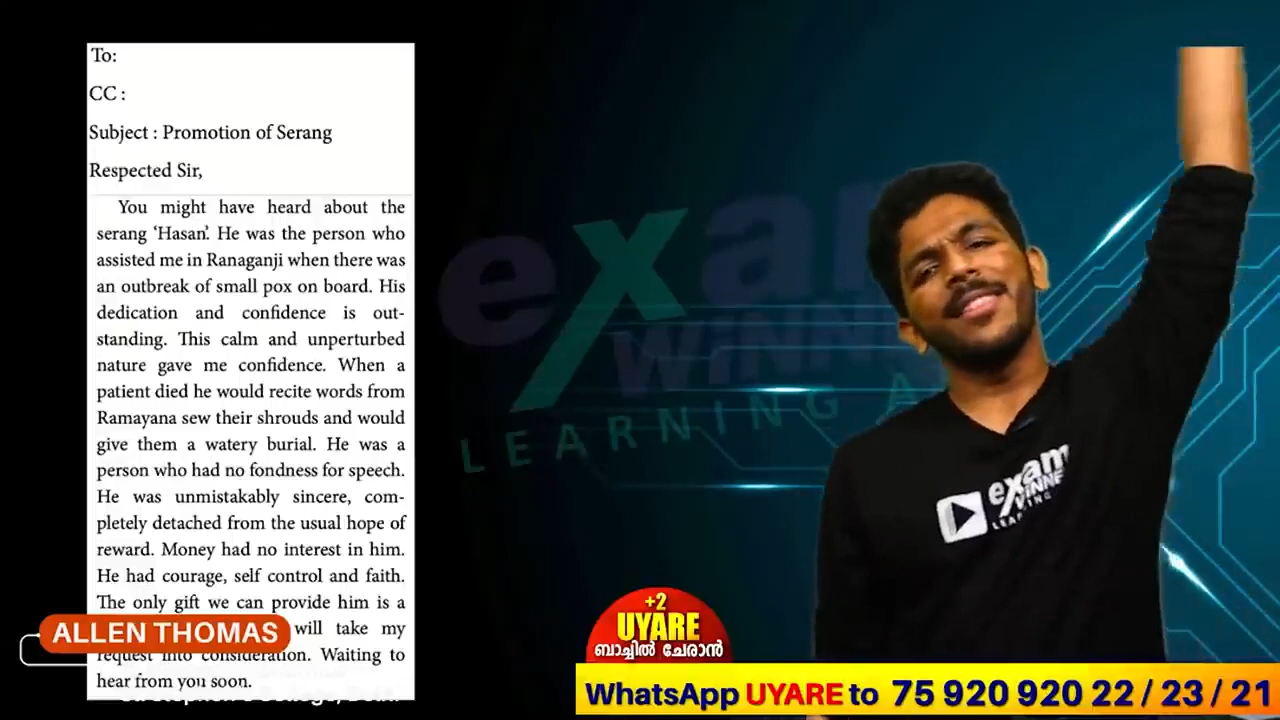 To:
CC :
Subject : Promotion of Serang
Respected Sir,
You might have heard about the
serang ‘Hasan’. He was the person who
assisted me in Ranaganji when there was
an outbreak of small pox on board. His
dedication and confidence is out-
standing. This calm and unperturbed
nature gave me confidence. When a
patient died he would recite words from
Ramayana sew their shrouds and would
give them a watery burial. He was a
person who had no fondness for speech.
He was unmistakably sincere, com-
pletely detached from the usual hope of
reward. Money had no interest in him.
He had courage, self control and faith.
The only gift we can provide him is a
will take my
request into consideration. Waiting to
hear from you soon.
ALLEN THOMAS
exam
WINNE
LEARNING A
exam
WINNE
LEARNING
+2
UYARE
ബാച്ചിൽ ചേരാൻ
WhatsApp UYARE to 75 920 920 22 / 23 / 21